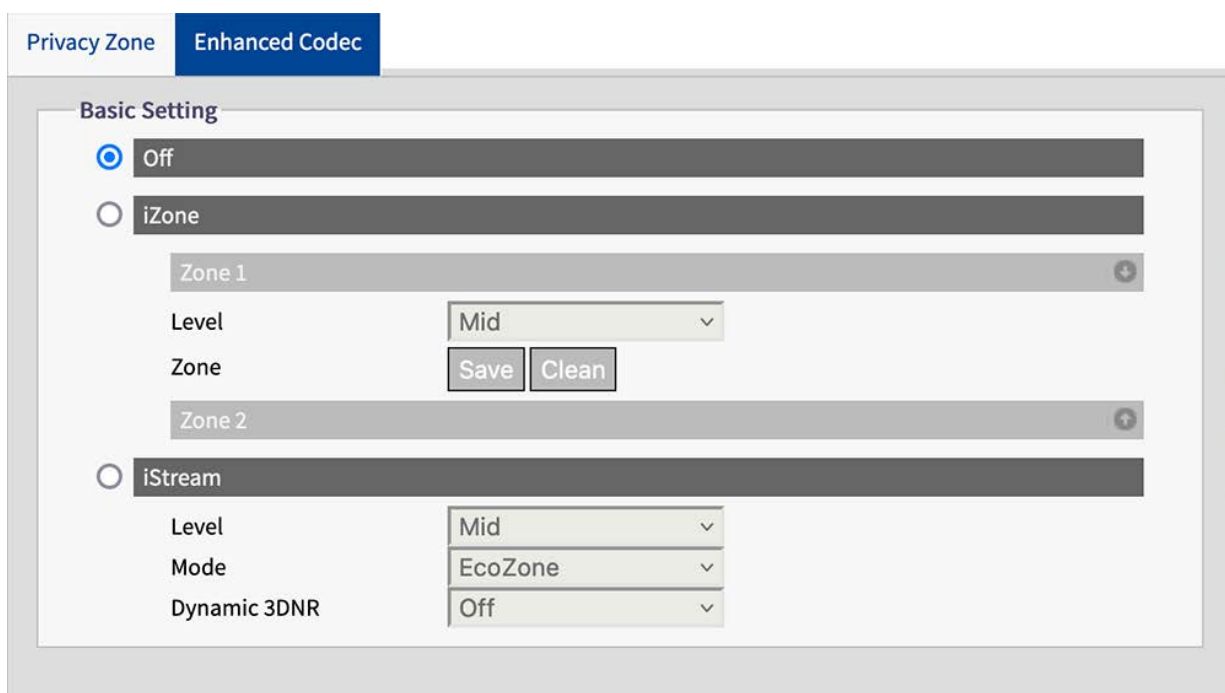 Privacy Zone Enhanced Codec
Basic Setting
Off
iZone
Zone 1
Level Mid
Zone Save Clean
Zone 2
iStream
Level Mid
Mode EcoZone
Dynamic 3DNR Off